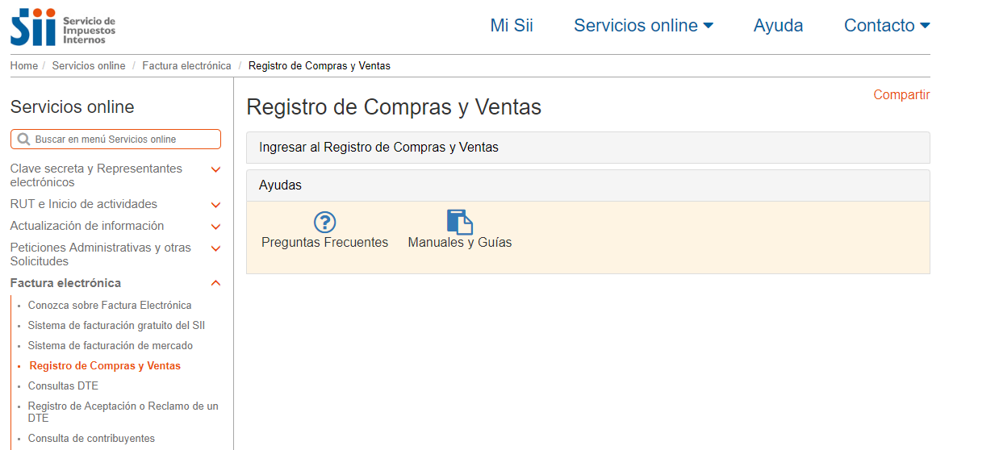 Sii Servicio de
Impuestos
Internos
Mi Sii Servicios online Ayuda Contacto
Home / Servicios online / Factura electrónica / Registro de Compras y Ventas
Compartir
Servicios online
Buscar en menú Servicios online
Clave secreta y Representantes
electrónicos
RUT e Inicio de actividades
Actualización de información
Peticiones Administrativas y otras
Solicitudes
Factura electrónica
Conozca sobre Factura Electrónica
Sistema de facturación gratuito del SII
Sistema de facturación de mercado
Registro de Compras y Ventas
Consultas DTE
Registro de Aceptación o Reclamo de un
DTE
Consulta de contribuyentes
Registro de Compras y Ventas
Ingresar al Registro de Compras y Ventas
Ayudas
Preguntas Frecuentes Manuales y Guías